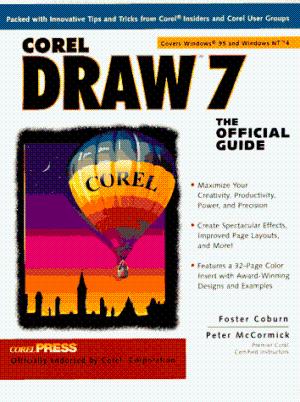 Packed with Innovative Tips and Tricks from Corel® Insiders and Corel User Groups
COREL
Covers Windows® 95 and Windows NT™4
DRAW™ 7
THE
OFFICIAL
GUIDE
COREL
• Maximize Your
Creativity, Productivity,
Power, and Precision
• Create Spectacular Effects,
Improved Page Layouts,
and More!
• Features a 32-Page Color
Insert with Award-Winning
Designs and Examples
Foster Coburn
Peter McCormick
Premier Corel
Certified Instructors
COREL PRESS
Officially endorsed by Corel Corporation